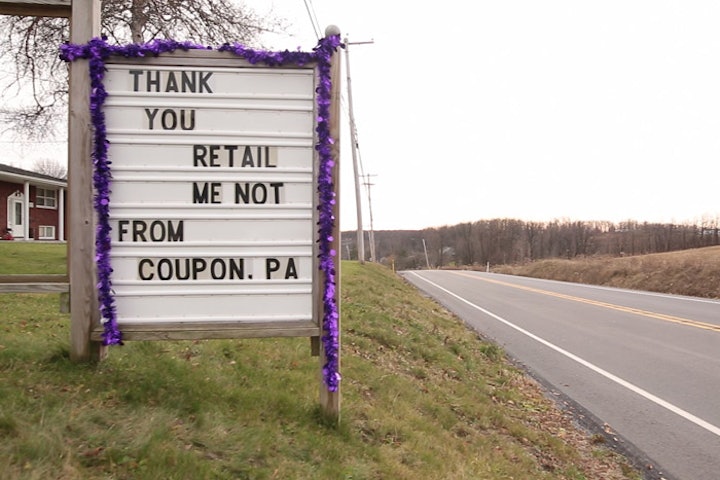 THANK
YOU
RETAIL
ME NOT
FROM
COUPON. PA